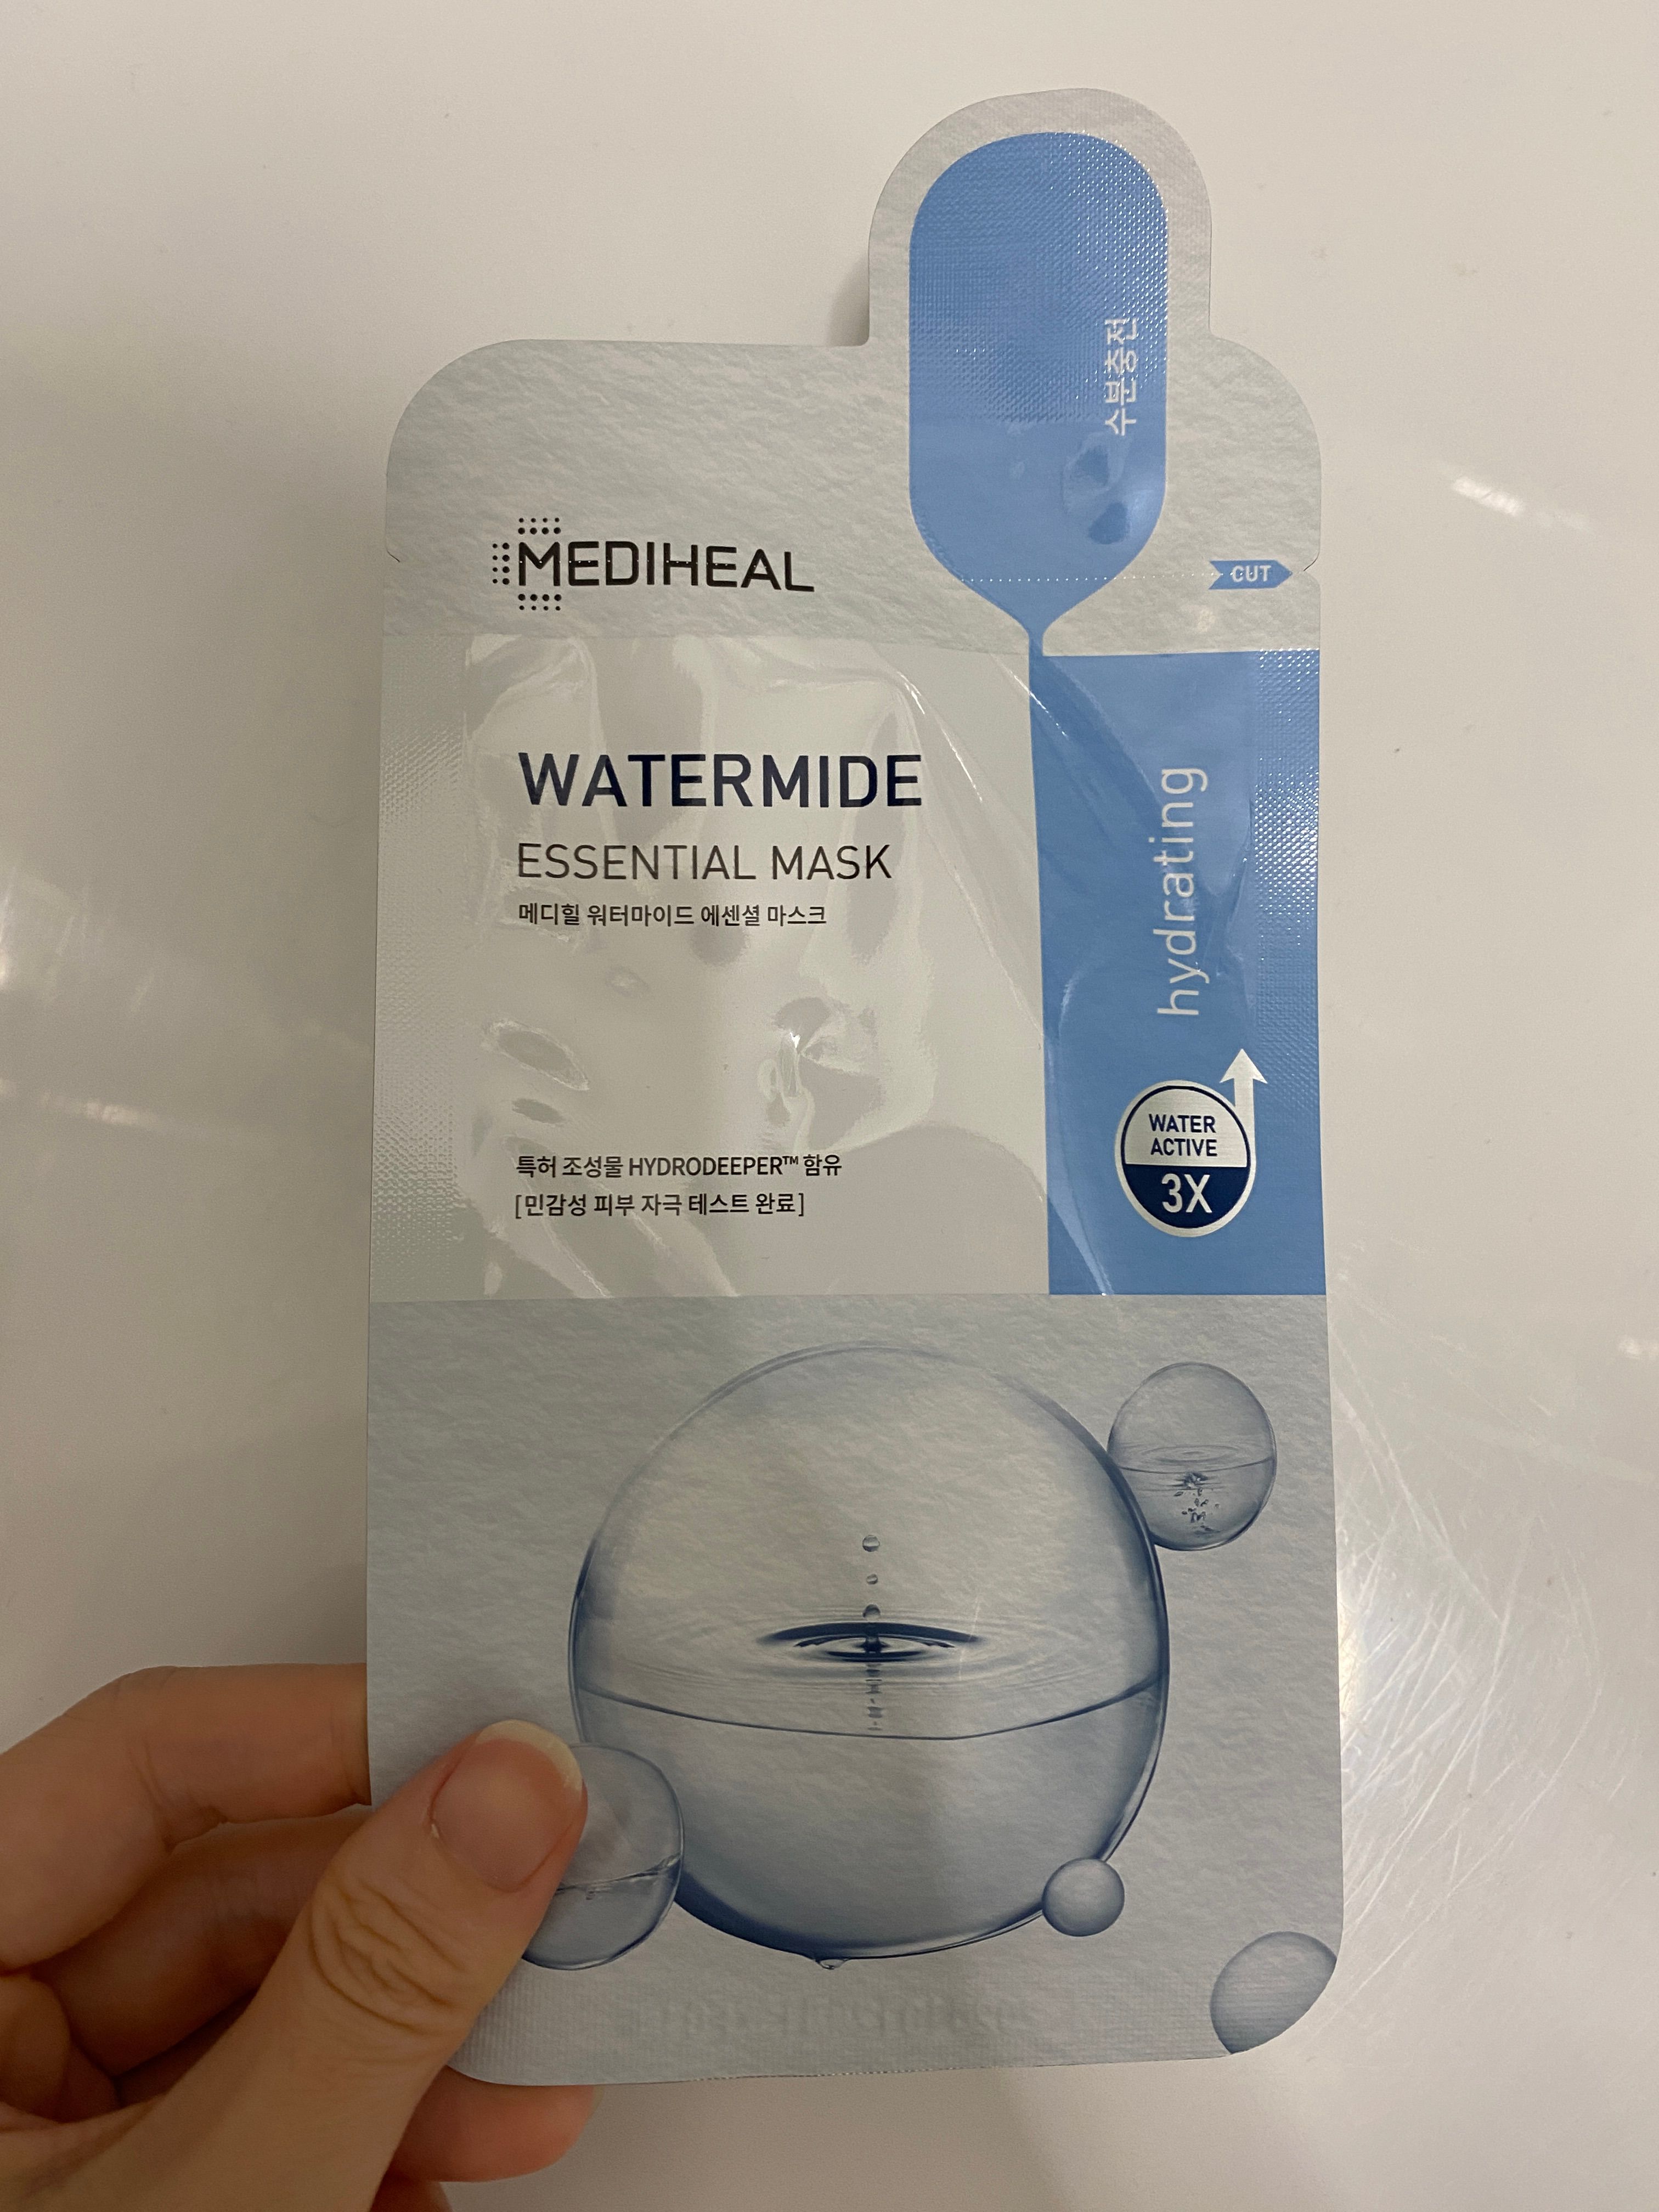 수분충전
MEDIHEAL
CUT
WATERMIDE
ESSENTIAL MASK
메디힐 워터마이드 에센셜 마스크
hydrating
WATER
ACTIVE
3X
특허 조성물 HYDRODEEPER™ 함유
[민감성 피부 자극 테스트 완료]